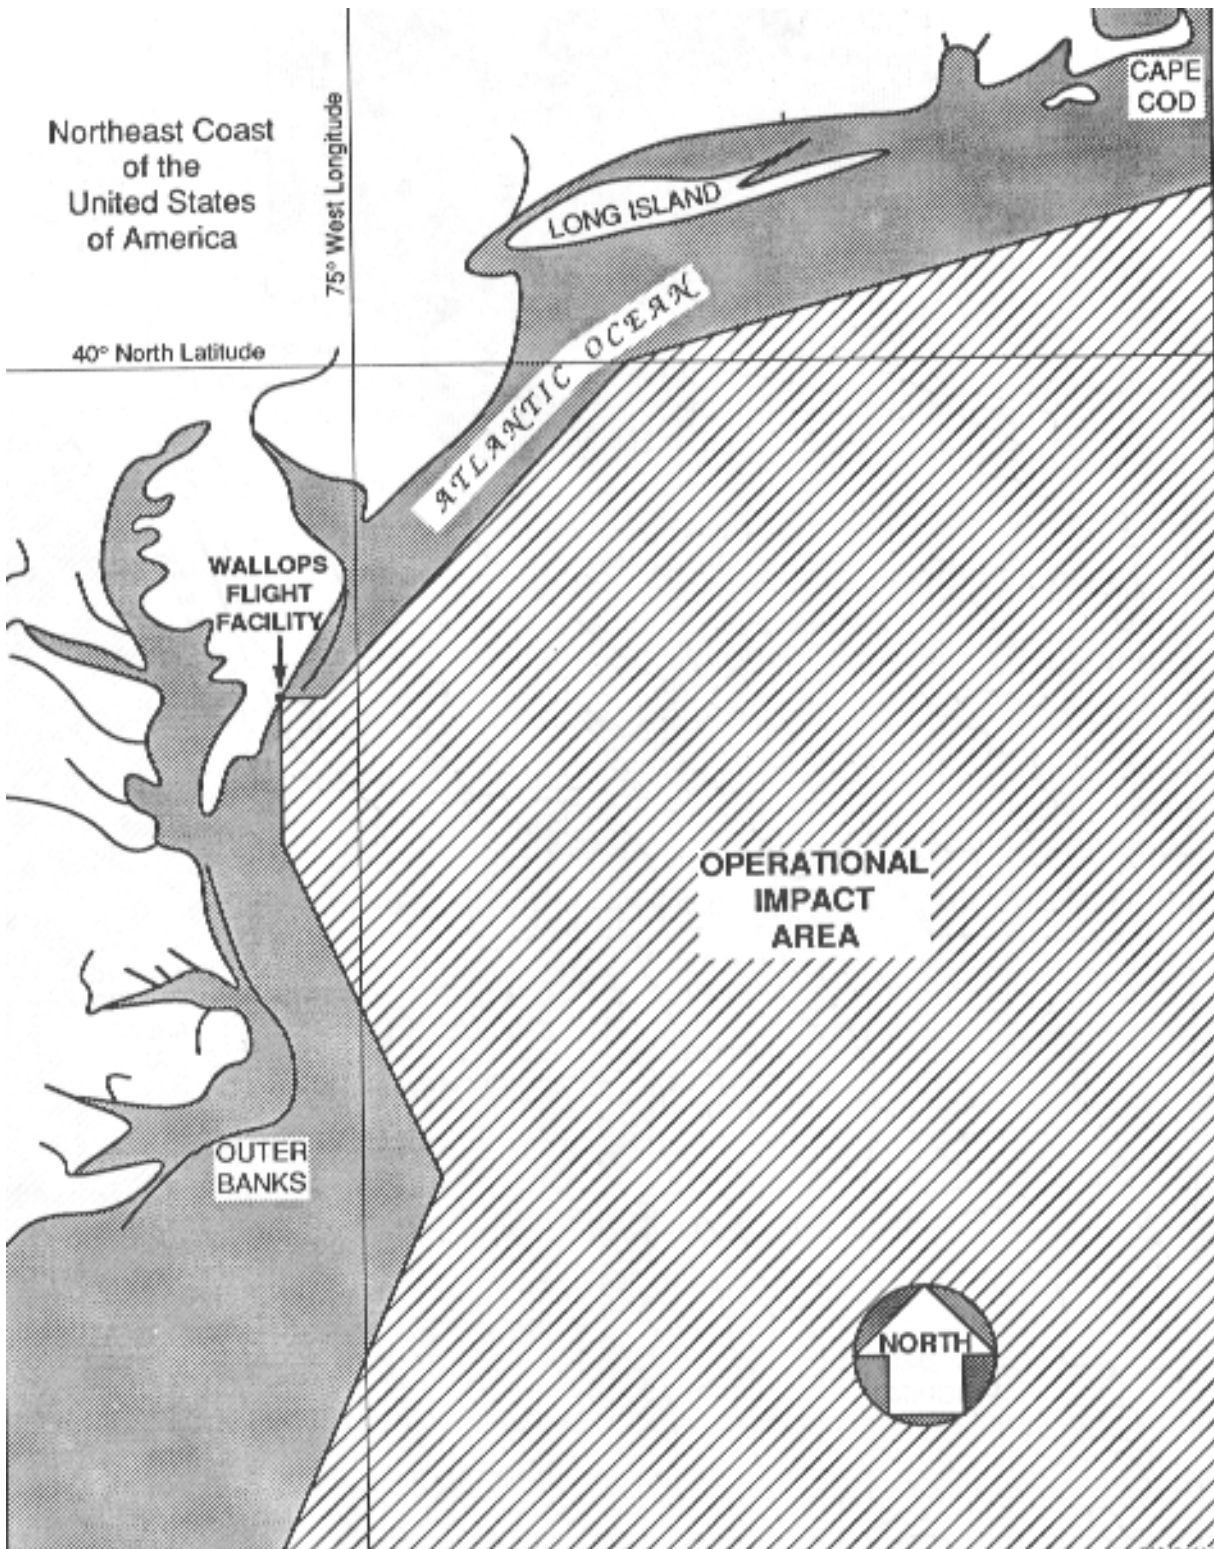 Northeast Coast
of the
United States
of America
75° West Longitude
40° North Latitude
CAPE
COD
LONG ISLAND
ATLANTIC OCEAN
WALLOPS
FLIGHT
FACILITY
OPERATIONAL
IMPACT
AREA
OUTER
BANKS
NORTH